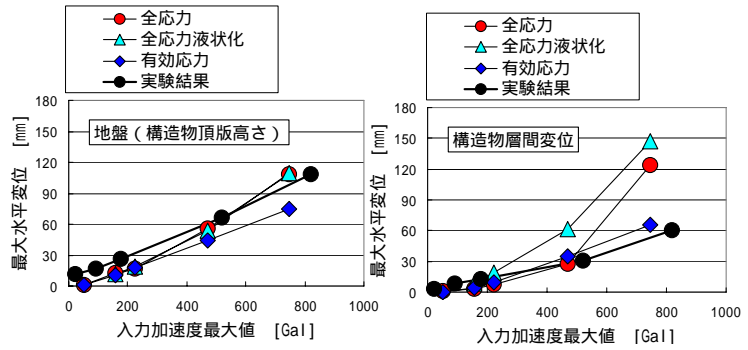 全応力
全応力液状化
有効応力
実験結果
180
150
120
90
60
30
0
最大水平変位 [mm]
地盤（構造物頂版高さ）
0 200 400 600 800 1000
入力加速度最大値 [Gal]
全応力
全応力液状化
有効応力
実験結果
180
150
120
90
60
30
0
最大水平変位 [mm]
構造物層間変位
0 200 400 600 800 1000
入力加速度最大値 [Gal]